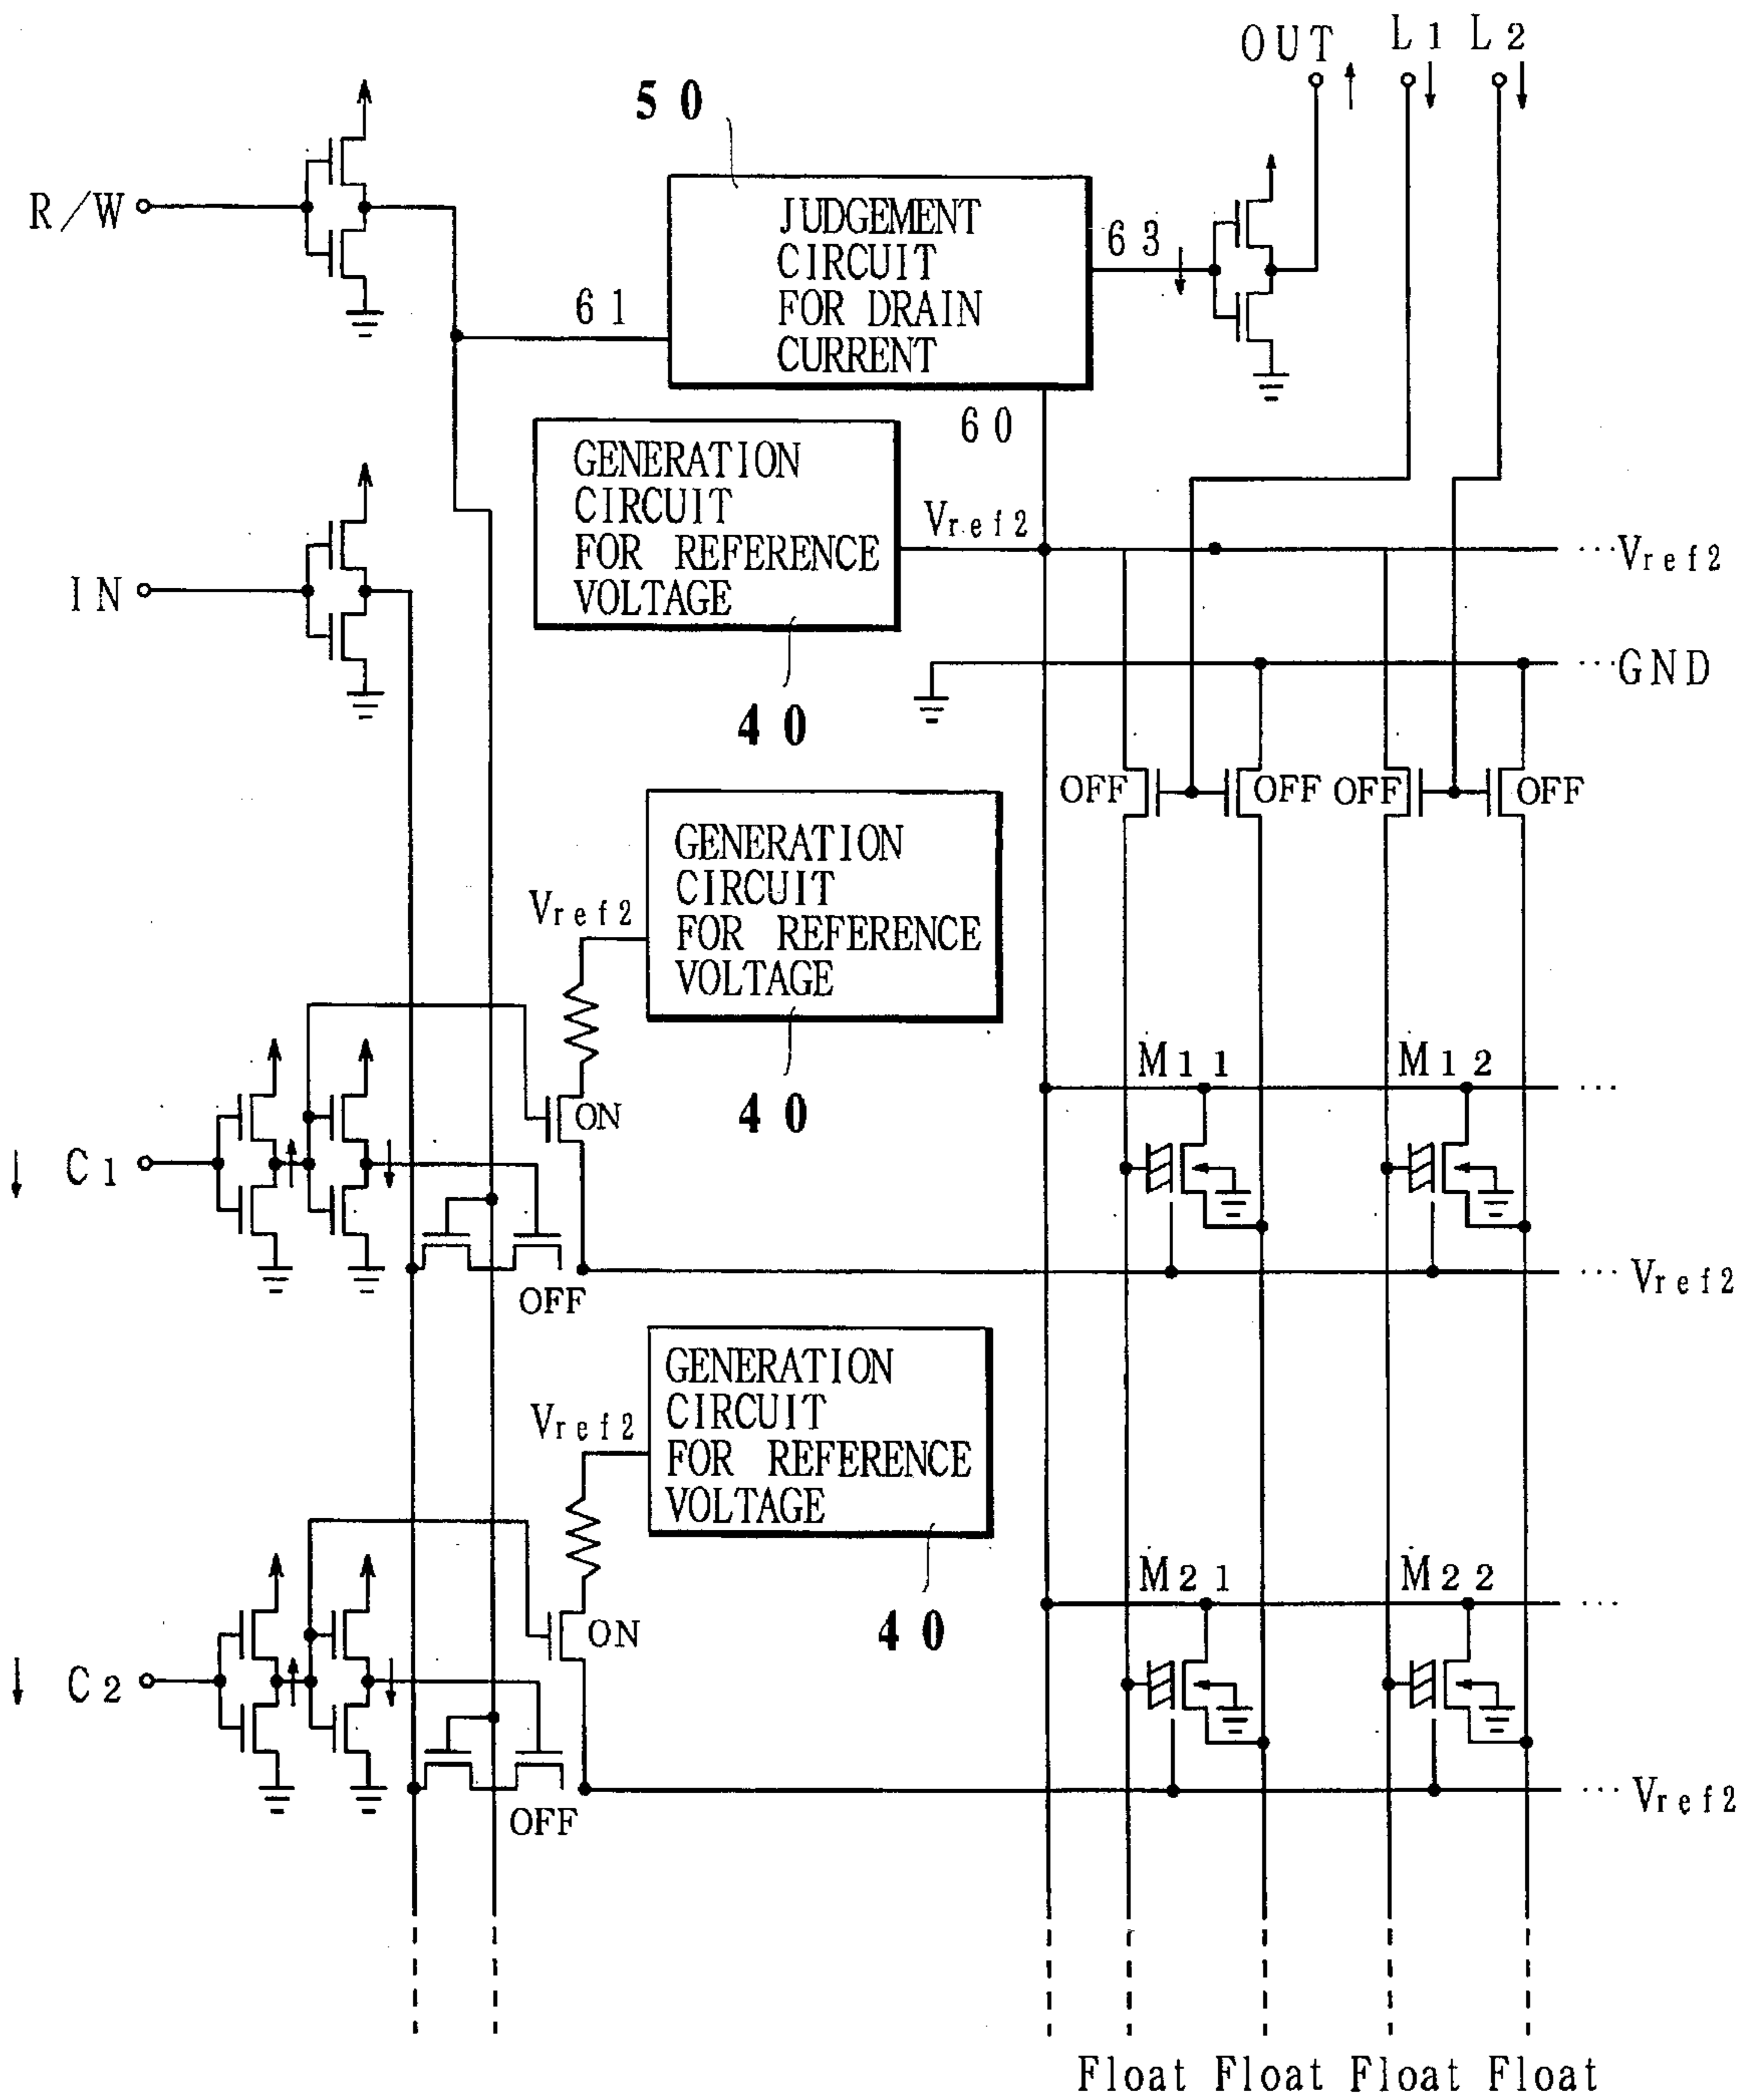 OUT
L1
L2
50
R/W
JUDGEMENT
CIRCUIT
FOR DRAIN
CURRENT
63
61
60
GENERATION
CIRCUIT
FOR REFERENCE
VOLTAGE
Vref2
...Vref2
IN
...GND
40
OFF
OFF
OFF
OFF
GENERATION
CIRCUIT
FOR REFERENCE
VOLTAGE
Vref2
M11
M12
...
40
ON
C1
OFF
... Vref2
GENERATION
CIRCUIT
FOR REFERENCE
VOLTAGE
Vref2
M21
M22
...
40
ON
C2
OFF
... Vref2
Float Float Float Float